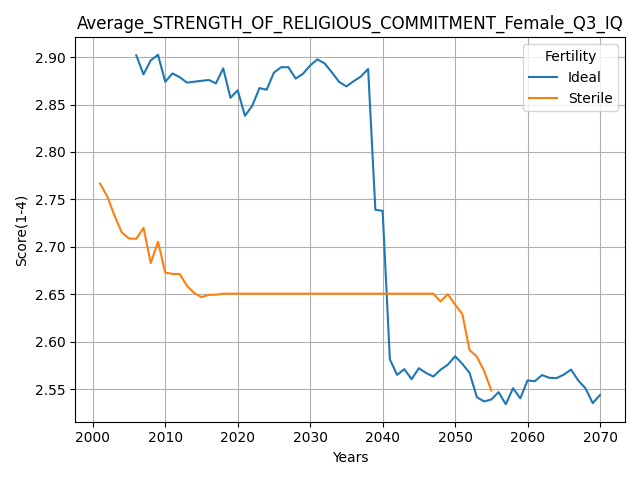 Average_STRENGTH_OF_RELIGIOUS_COMMITMENT_Female_Q3_IQ
Fertility
Ideal
Sterile
2.90
2.85
2.80
2.75
2.70
2.65
2.60
2.55
Score(1-4)
2000 2010 2020 2030 2040 2050 2060 2070
Years